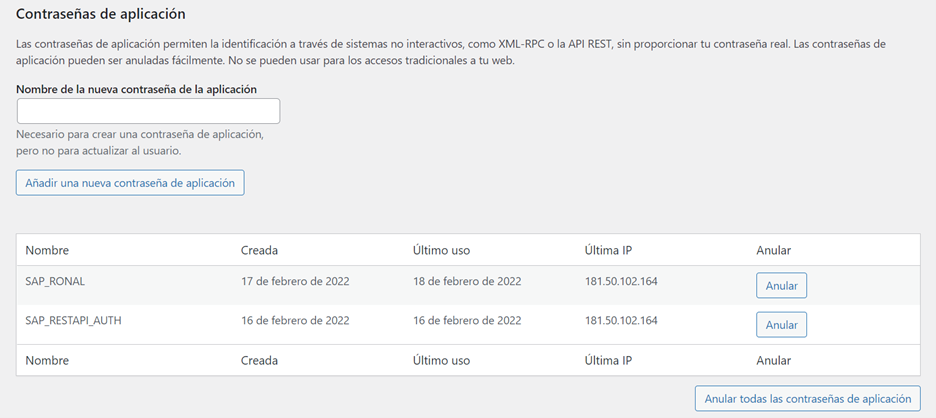 Contraseñas de aplicación
Las contraseñas de aplicación permiten la identificación a través de sistemas no interactivos, como XML-RPC o la API REST, sin proporcionar tu contraseña real. Las contraseñas de
aplicación pueden ser anuladas fácilmente. No se pueden usar para los accesos tradicionales a tu web.
Nombre de la nueva contraseña de la aplicación
Necesario para crear una contraseña de aplicación,
pero no para actualizar al usuario.
Añadir una nueva contraseña de aplicación
Nombre Creada Último uso Última IP Anular
SAP_RONAL 17 de febrero de 2022 18 de febrero de 2022 181.50.102.164 Anular
SAP_RESTAPI_AUTH 16 de febrero de 2022 16 de febrero de 2022 181.50.102.164 Anular
Nombre Creada Último uso Última IP Anular
Anular todas las contraseñas de aplicación